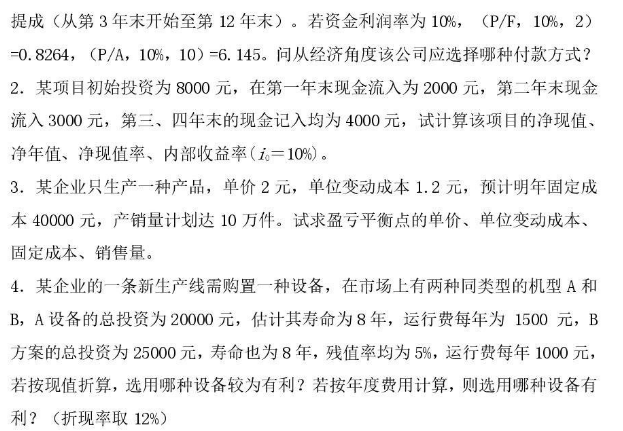 提成（从第 3 年末开始至第 12 年末）。若资金利润率为 10%，（P/F，10%，2）
=0.8264，（P/A，10%，10）=6.145。问从经济角度该公司应选择哪种付款方式？
2．某项目初始投资为 8000 元，在第一年末现金流入为 2000 元，第二年末现金
流入 3000 元，第三、四年末的现金记入均为 4000 元，试计算该项目的净现值、
净年值、净现值率、内部收益率(i₀＝10%)。
3．某企业只生产一种产品，单价 2 元，单位变动成本 1.2 元，预计明年固定成
本 40000 元，产销量计划达 10 万件。试求盈亏平衡点的单价、单位变动成本、
固定成本、销售量。
4．某企业的一条新生产线需购置一种设备，在市场上有两种同类型的机型 A 和
B，A 设备的总投资为 20000 元，估计其寿命为 8 年，运行费每年为 1500 元，B
方案的总投资为 25000 元，寿命也为 8 年，残值率均为 5%，运行费每年 1000 元，
若按现值折算，选用哪种设备较为有利？若按年度费用计算，则选用哪种设备有
利？（折现率取 12%）